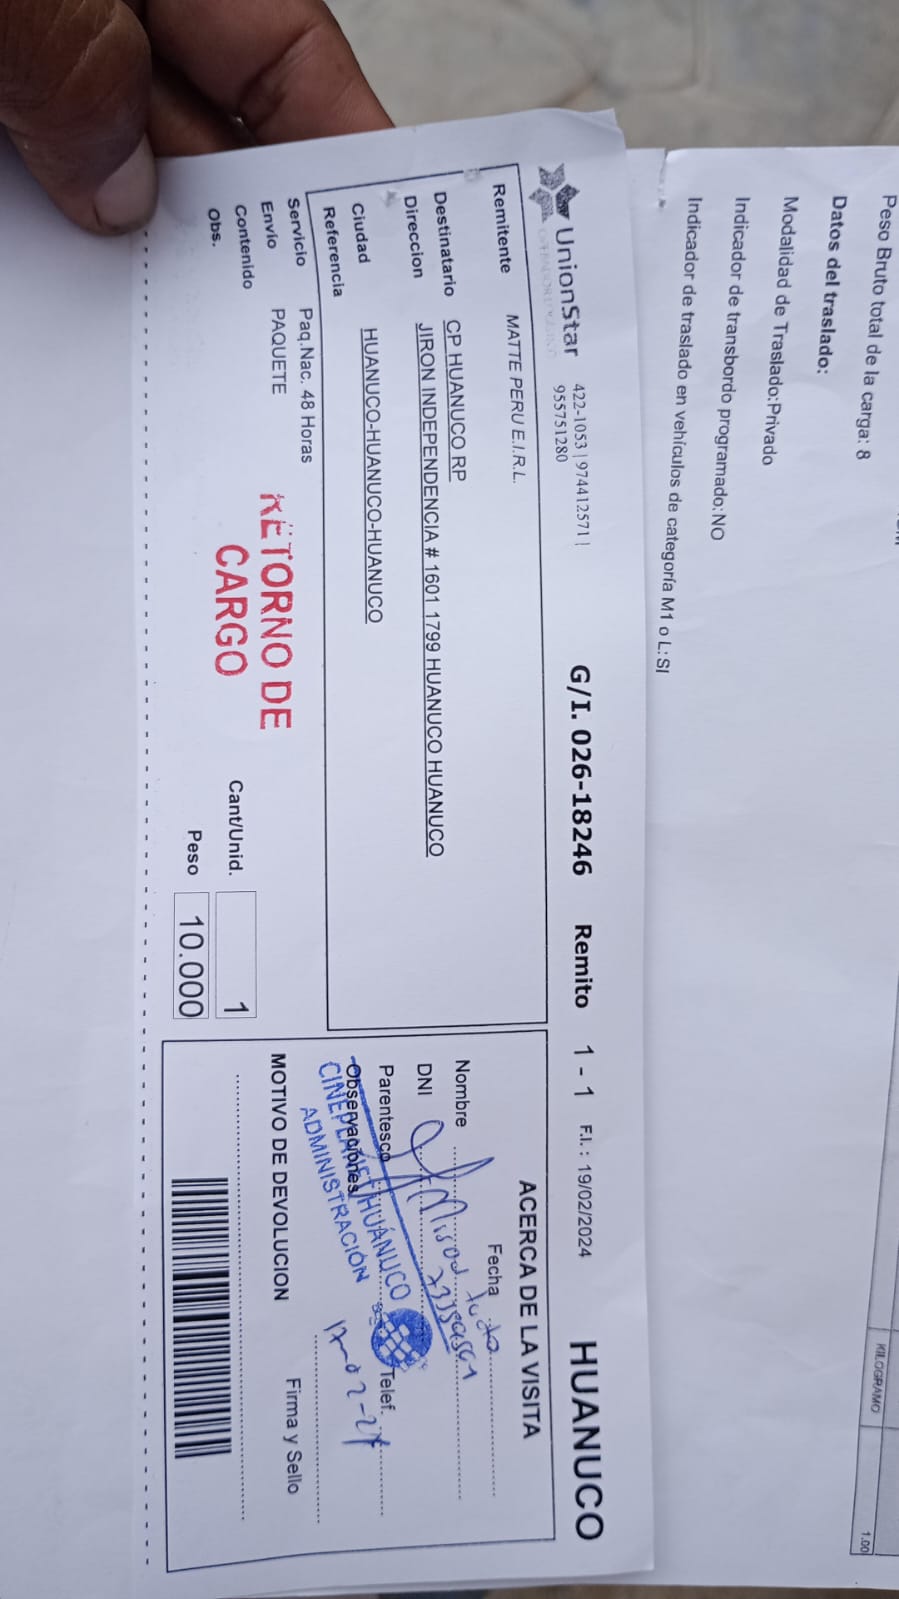 Peso Bruto total de la carga: 8
Datos del traslado:
Modalidad de Traslado:Privado
Indicador de transbordo programado:NO
Indicador de traslado en vehículos de categoría M1 o L: SI
KILOGRAMO
1.00
UnionStar
422-1053 | 974412571 |
955751280
G/I. 026-18246 Remito 1 - 1 F.I. : 19/02/2024 HUANUCO
Remitente MATTE PERU E.I.R.L.
Destinatario CP HUANUCO RP
Direccion JIRON INDEPENDENCIA # 1601 1799 HUANUCO HUANUCO
Ciudad HUANUCO-HUANUCO-HUANUCO
Referencia
Servicio Paq.Nac. 48 Horas
Envío PAQUETE
Contenido
Obs.
RETORNO DE
CARGO
Cant/Unid. 1
Peso 10.000
ACERCA DE LA VISITA
Fecha
Nombre
DNI
Parentesco Telef.
Observaciones
CINEPLANET HUÁNUCO
ADMINISTRACIÓN
MOTIVO DE DEVOLUCION
Firma y Sello